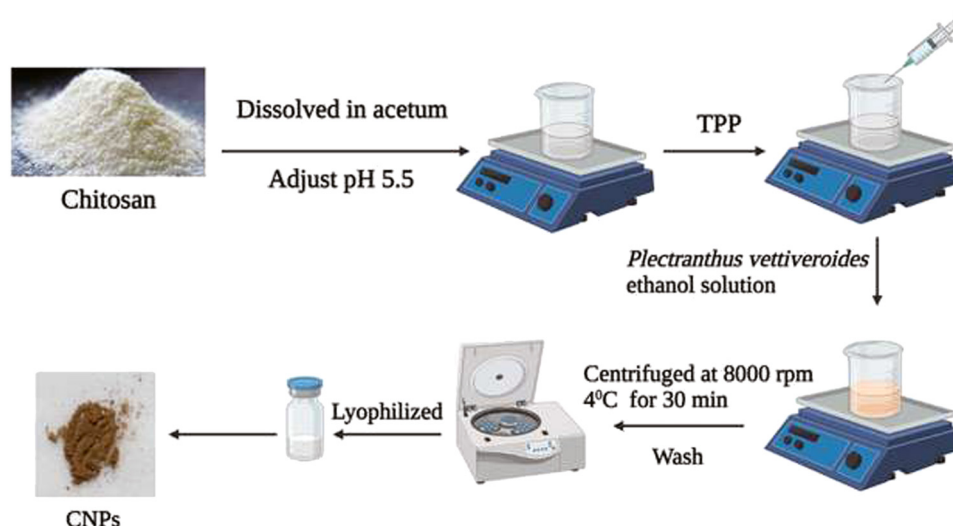 Dissolved in acetum
TPP
Adjust pH 5.5
Chitosan
Plectranthus vettiveroides
ethanol solution
Centrifuged at 8000 rpm
4⁰C for 30 min
Lyophilized
Wash
CNPs